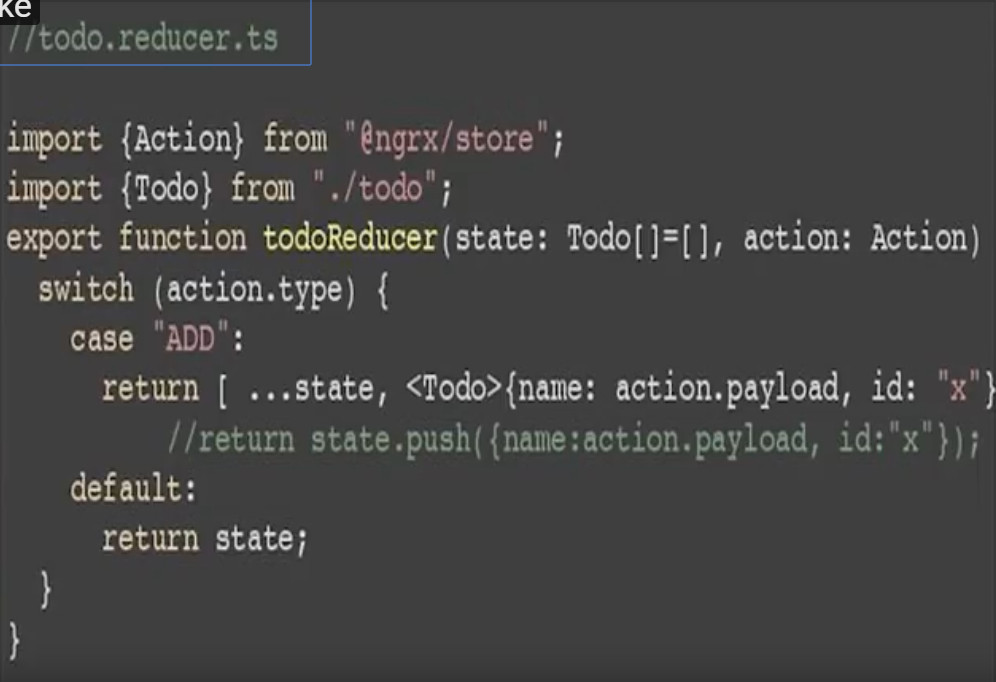 ke
//todo.reducer.ts
import {Action} from "@ngrx/store";
import {Todo} from "./todo";
export function todoReducer(state: Todo[]=[], action: Action)
switch (action.type) {
case "ADD":
return [ ...state, <Todo>{name: action.payload, id: "x"}
//return state.push({name:action.payload, id:"x"});
default:
return state;
}
}